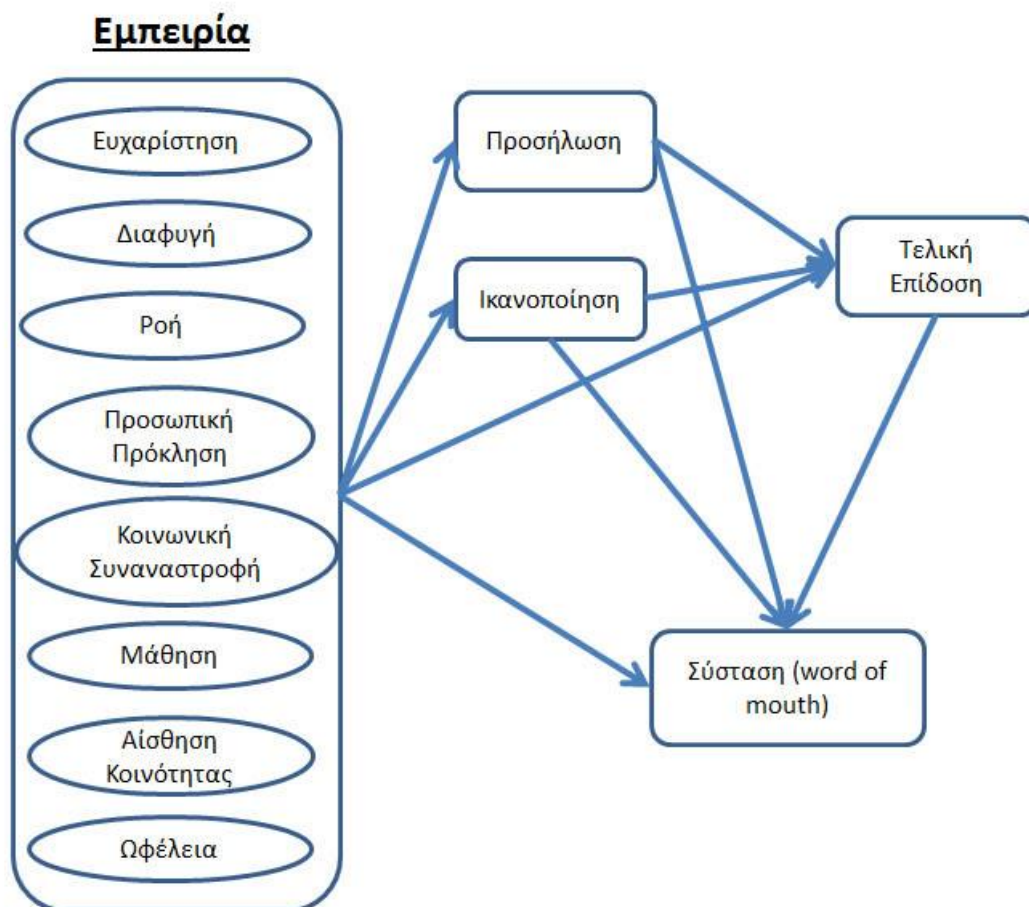 Εμπειρία
Ευχαρίστηση
Διαφυγή
Ροή
Προσωπική
Πρόκληση
Κοινωνική
Συναναστροφή
Μάθηση
Αίσθηση
Κοινότητας
Ωφέλεια
Προσήλωση
Ικανοποίηση
Τελική
Επίδοση
Σύσταση (word of
mouth)